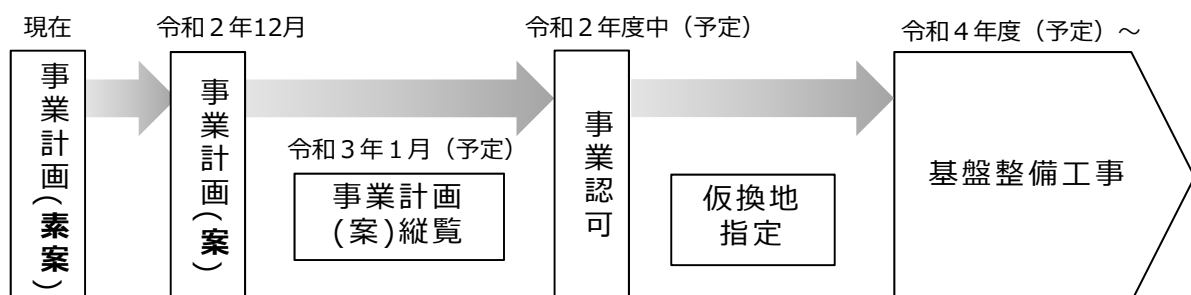 現在
事業計画(素案)
令和２年12月
事業計画(案)
令和３年１月（予定）
事業計画
(案)縦覧
令和２年度中（予定）
事業認可
仮換地
指定
令和４年度（予定）～
基盤整備工事